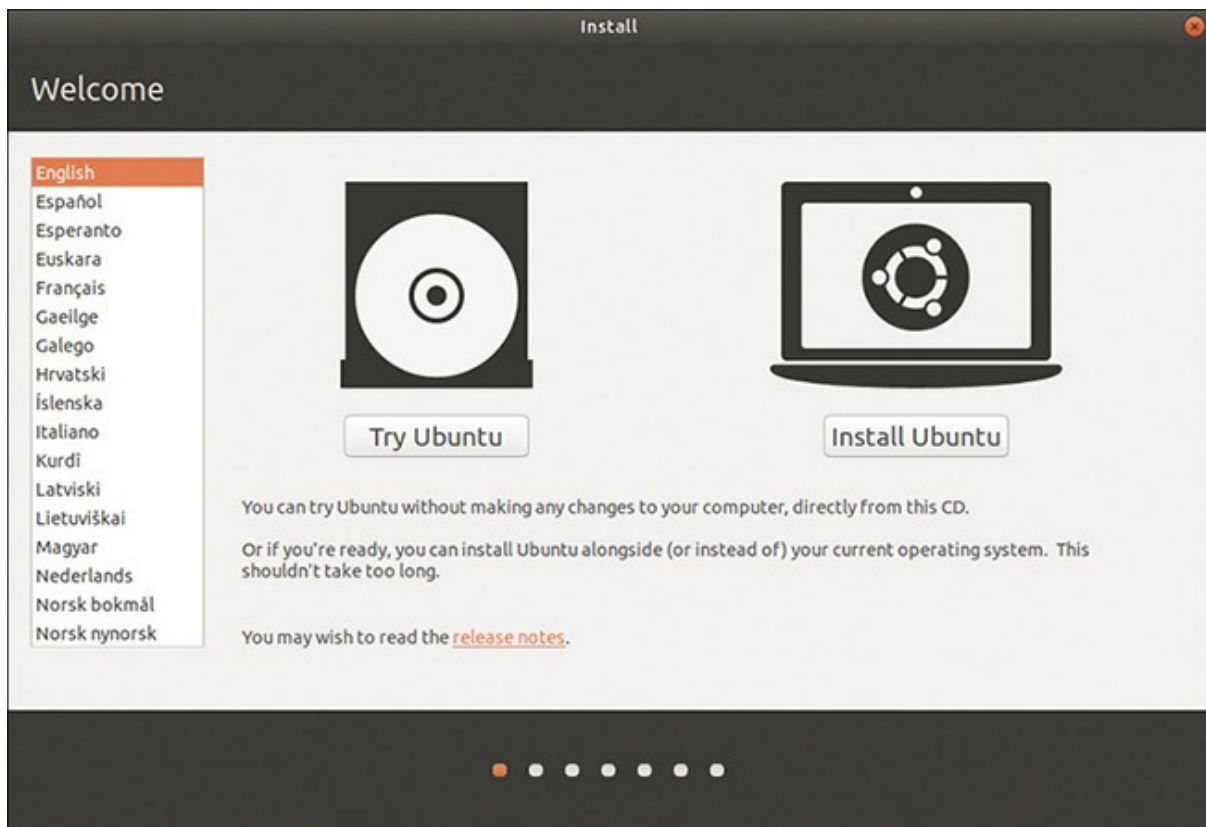 Install
Welcome
English
Español
Esperanto
Euskara
Français
Gaeilge
Galego
Hrvatski
Íslenska
Italiano
Kurdî
Latviski
Lietuviškai
Magyar
Nederlands
Norsk bokmål
Norsk nynorsk
Try Ubuntu
Install Ubuntu
You can try Ubuntu without making any changes to your computer, directly from this CD.
Or if you're ready, you can install Ubuntu alongside (or instead of) your current operating system. This
shouldn't take too long.
You may wish to read the release notes.